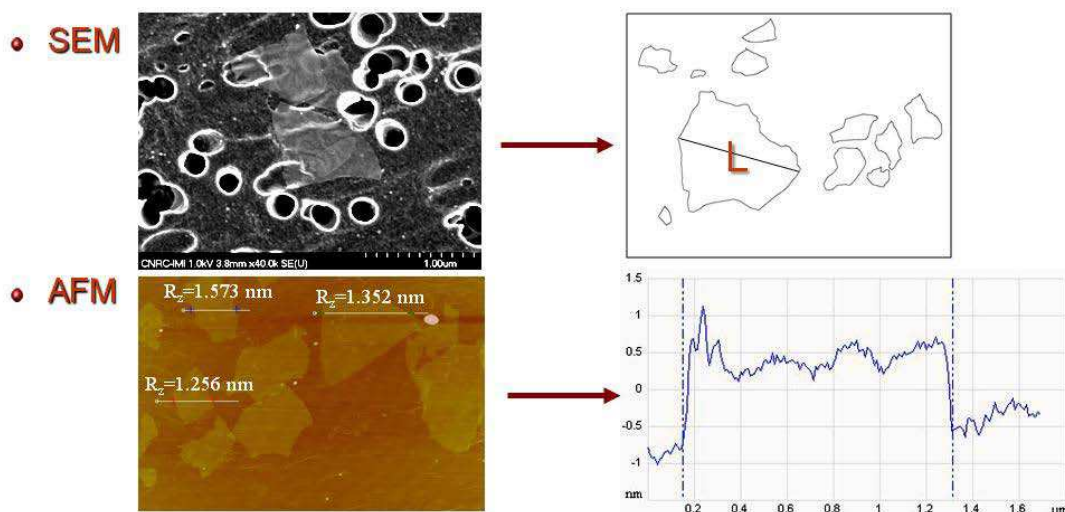 SEM
CNRC-IMI 1.0kV 3.8mm x40.0k SE(U)
1.00um
L
AFM
Rz=1.573 nm
Rz=1.352 nm
Rz=1.256 nm
1.5
1
0.5
0
-0.5
-1
nm
0.2
0.4
0.6
0.8
1
1.2
1.4
1.6
um